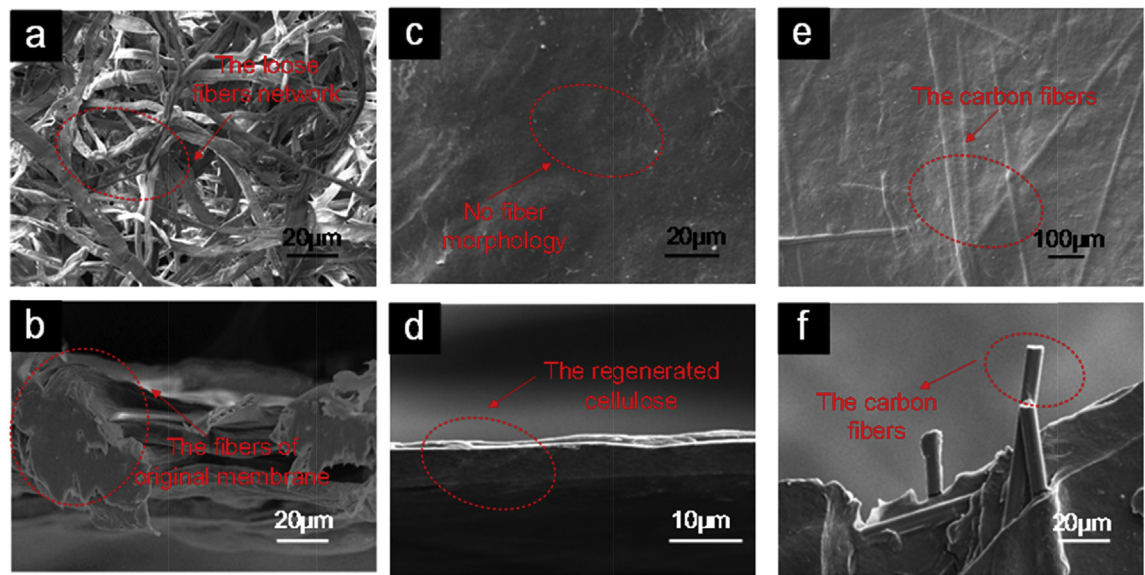 a
The loose
fibers network
20μm
c
No fiber
morphology
20μm
e
The carbon fibers
100μm
b
The fibers of
original membrane
20μm
d
The regenerated
cellulose
10μm
f
The carbon
fibers
20μm